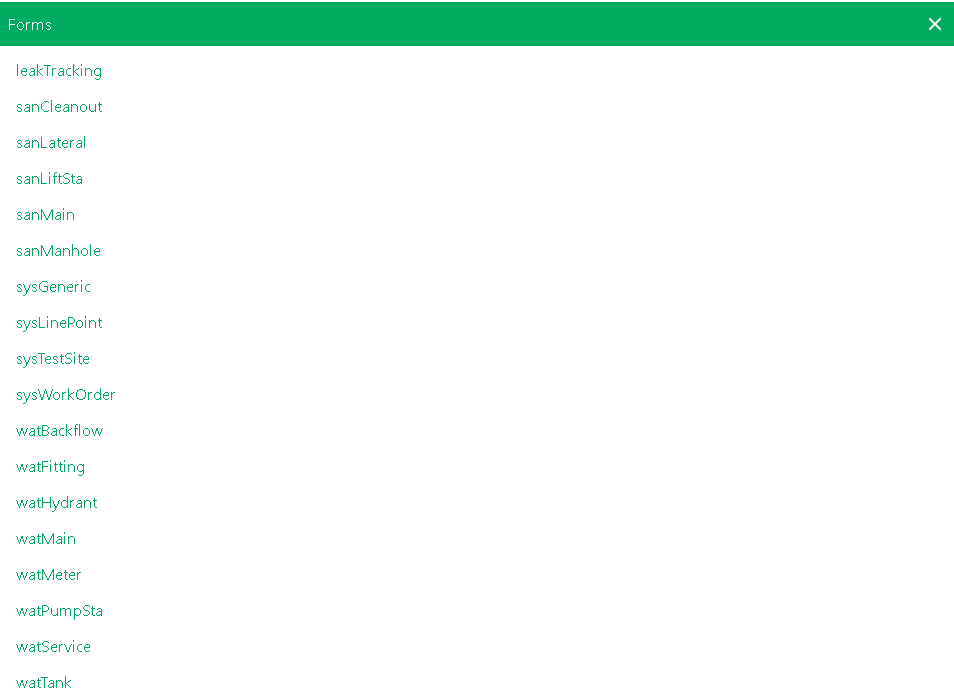 Forms
leakTracking
sanCleanout
sanLateral
sanLiftSta
sanMain
sanManhole
sysGeneric
sysLinePoint
sysTestSite
sysWorkOrder
watBackflow
watFitting
watHydrant
watMain
watMeter
watPumpSta
watService
watTank